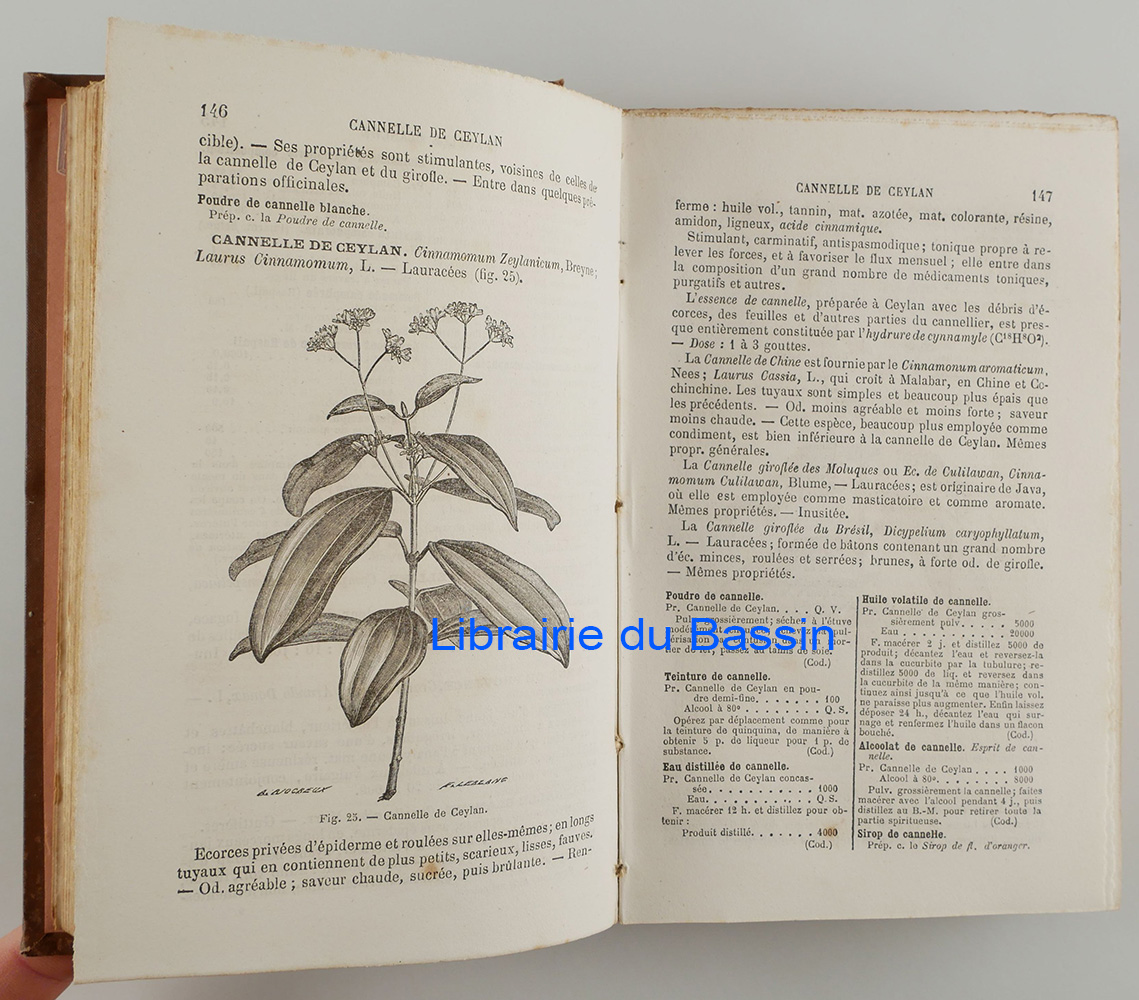 146
CANNELLE DE CEYLAN
cible). — Ses propriétés sont stimulantes, voisines de celles de
la cannelle de Ceylan et du girofle. — Entre dans quelques pré-
parations officinales.
Poudre de cannelle blanche.
Prép. c. la Poudre de cannelle.
CANNELLE DE CEYLAN. Cinnamomum Zeylanicum, Breyne;
Laurus Cinnamomum, L. — Lauracées (fig. 25).
A. JNOBEUX
F. LEBLANC
Fig. 25. — Cannelle de Ceylan.
Ecorces privées d'épiderme et roulées sur elles-mêmes; en longs
tuyaux qui en contiennent de plus petits, scarieux, lisses, fauves.
— Od. agréable; saveur chaude, sucrée, puis brûlante. — Ren-
CANNELLE DE CEYLAN
147
ferme : huile vol., tannin, mat. azotée, mat. colorante, résine,
amidon, ligneux, acide cinnamique.
Stimulant, carminatif, antispasmodique; tonique propre à re-
lever les forces, et à favoriser le flux mensuel; elle entre dans
la composition d'un grand nombre de médicaments toniques,
purgatifs et autres.
L'essence de cannelle, préparée à Ceylan avec les débris d'é-
corces, des feuilles et d'autres parties du cannellier, est pres-
que entièrement constituée par l'hydrure de cynnamyle (C¹⁸H⁸O²).
— Dose : 1 à 3 gouttes.
La Cannelle de Chine est fournie par le Cinnamonum aromaticum,
Nees; Laurus Cassia, L., qui croît à Malabar, en Chine et Co-
chinchine. Les tuyaux sont simples et beaucoup plus épais que
les précédents. — Od. moins agréable et moins forte; saveur
moins chaude. — Cette espèce, beaucoup plus employée comme
condiment, est bien inférieure à la cannelle de Ceylan. Mêmes
propr. générales.
La Cannelle giroflée des Moluques ou Ec. de Culilawan, Cinna-
momum Culilawan, Blume, — Lauracées; est originaire de Java,
où elle est employée comme masticatoire et comme aromate.
Mêmes propriétés. — Inusitée.
La Cannelle giroflée du Brésil, Dicypelium caryophyllatum,
L. — Lauracées; formée de bâtons contenant un grand nombre
d'éc. minces, roulées et serrées; brunes, à forte od. de girofle.
— Mêmes propriétés.
Poudre de cannelle.
Pr. Cannelle de Ceylan. . . . Q. V.
Pulv. grossièrement; séchez à l'étuve
modérément chauffée;
tier de fer, passez au tamis de soie.
(Cod.)
Teinture de cannelle.
Pr. Cannelle de Ceylan en pou-
dre demi-fine. . . . . . . 100
Alcool à 80º . . . . . . . . Q. S.
Opérez par déplacement comme pour
la teinture de quinquina, de manière à
obtenir 5 p. de liqueur pour 1 p. de
substance. (Cod.)
Eau distillée de cannelle.
Pr. Cannelle de Ceylan concas-
sée. . . . . . . . . . . 1000
Eau. . . . . . . . . . . . Q. S.
F. macérer 12 h. et distillez pour ob-
tenir :
Produit distillé. . . . . . . 4000
(Cod.)
Huile volatile de cannelle.
Pr. Cannelle de Ceylan gros-
sièrement pulv. . . . . 5000
Eau . . . . . . . . . . . 20000
F. macérer 2 j. et distillez 5000 de
produit; décantez l'eau et reversez-la
dans la cucurbite par la tubulure; re-
distillez 5000 de liq. et reversez dans
la cucurbite de la même manière; con-
tinuez ainsi jusqu'à ce que l'huile vol.
ne paraisse plus augmenter. Enfin laissez
déposer 24 h., décantez l'eau qui sur-
nage et renfermez l'huile dans un flacon
bouché. (Cod.)
Alcoolat de cannelle. Esprit de can-
nelle.
Pr. Cannelle de Ceylan . . . . 1000
Alcool à 80º. . . . . . . . 8000
Pulv. grossièrement la cannelle; faites
macérer avec l'alcool pendant 4 j., puis
distillez au B.-M. pour retirer toute la
partie spiritueuse. (Cod.)
Sirop de cannelle.
Prép. c. le Sirop de fl. d'oranger.
Librairie du Bassin